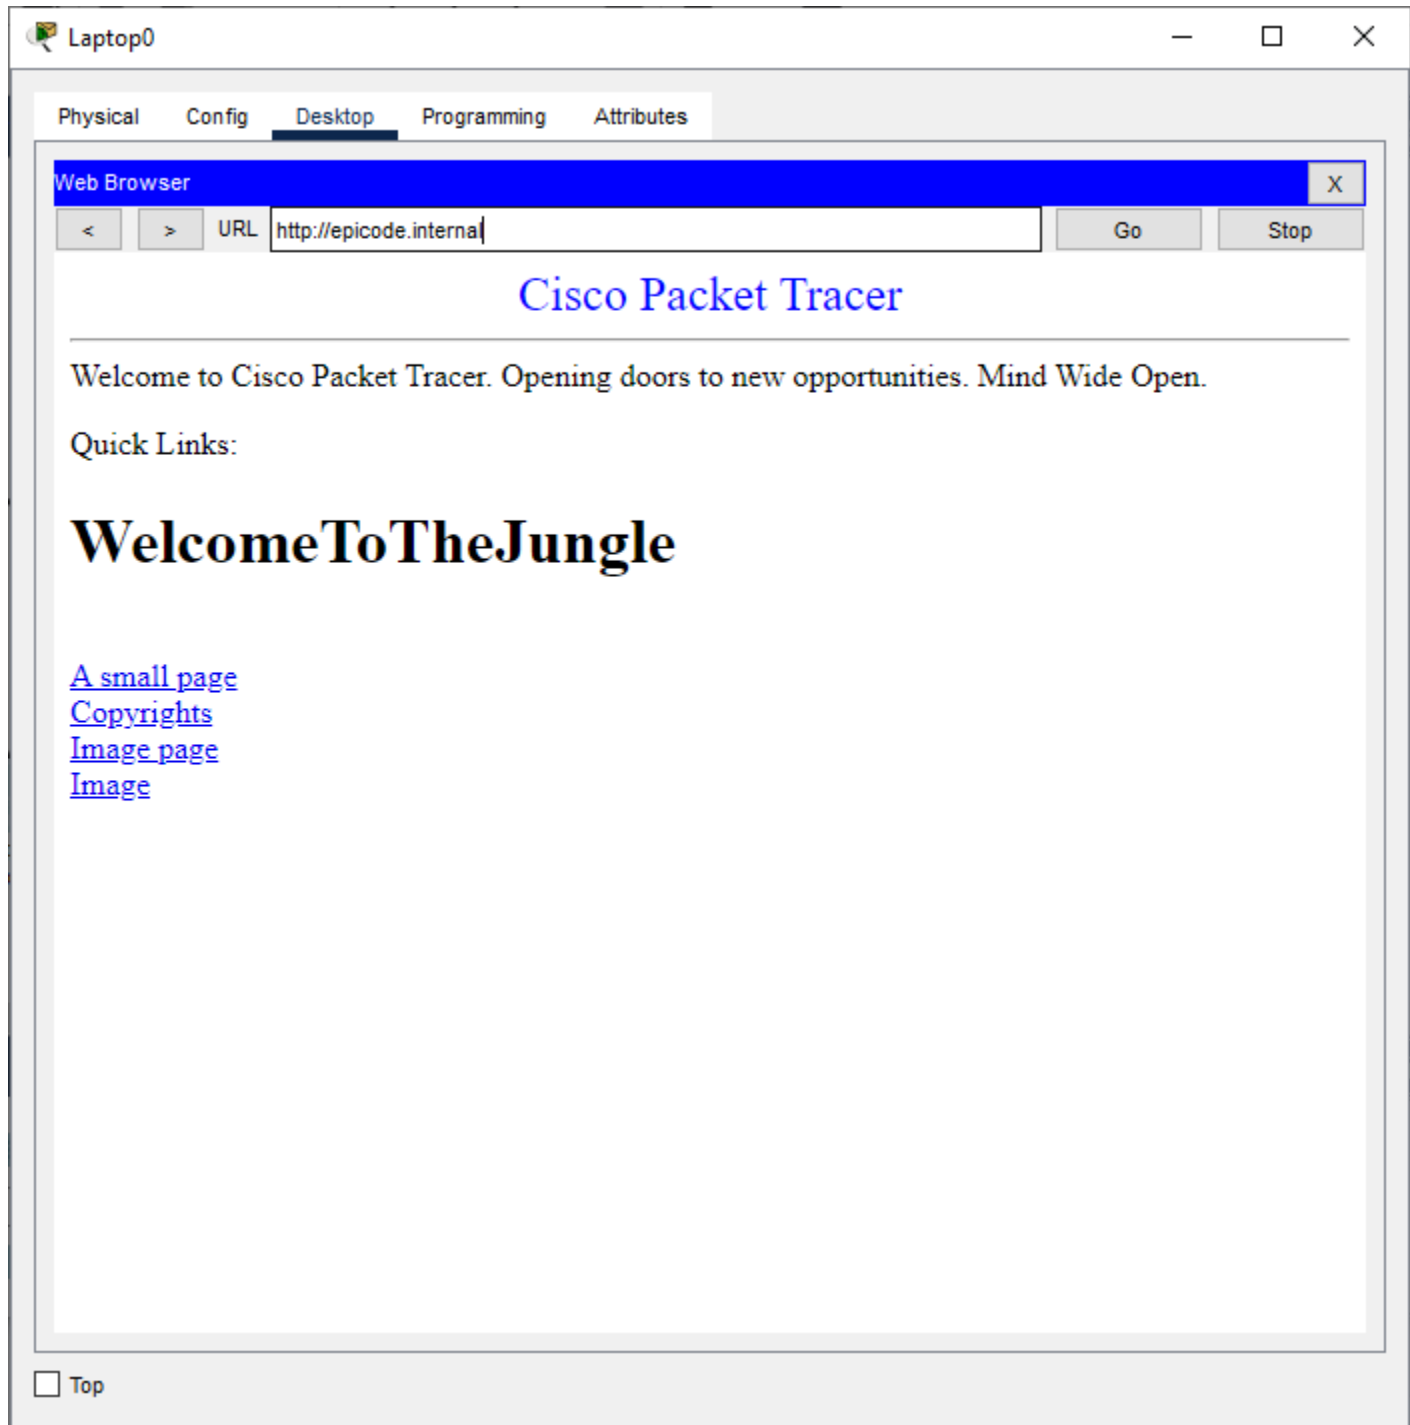 Laptop0
Physical Config Desktop Programming Attributes
Web Browser X
< > URL http://epicode.internal Go Stop
Cisco Packet Tracer
Welcome to Cisco Packet Tracer. Opening doors to new opportunities. Mind Wide Open.
Quick Links:
WelcomeToTheJungle
A small page
Copyrights
Image page
Image
Top